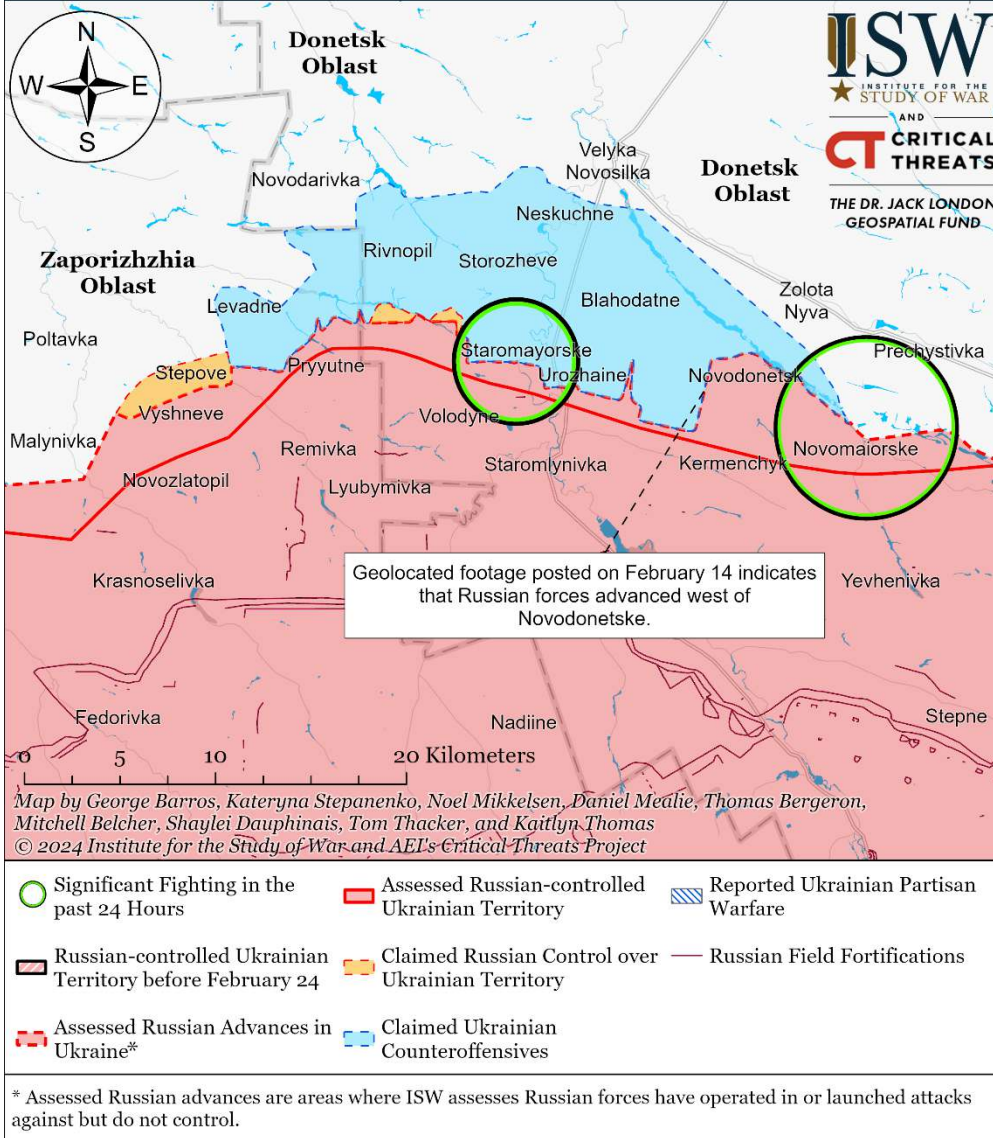 N
W
E
S
Donetsk
Oblast
ISW
INSTITUTE FOR THE
STUDY OF WAR
AND
CT CRITICAL
THREATS
THE DR. JACK LONDON
GEOSPATIAL FUND
Velyka
Novosilka
Donetsk
Oblast
Novodarivka
Neskuchne
Rivnopil
Storozheve
Zaporizhzhia
Oblast
Levadne
Blahodatne
Zolota
Nyva
Poltavka
Staromayorske
Prechystivka
Stepove
Pryyutne
Urozhaine
Novodonetsk
Vyshneve
Volodyne
Malynivka
Remivka
Novomaiorske
Staromlynivka
Kermenchyk
Novozlatopil
Lyubymivka
Geolocated footage posted on February 14 indicates
that Russian forces advanced west of
Novodonetske.
Krasnoselivka
Yevhenivka
Fedorivka
Nadiine
Stepne
0 5 10 20 Kilometers
Map by George Barros, Kateryna Stepanenko, Noel Mikkelsen, Daniel Mealie, Thomas Bergeron,
Mitchell Belcher, Shaylei Dauphinais, Tom Thacker, and Kaitlyn Thomas
© 2024 Institute for the Study of War and AEI's Critical Threats Project
Significant Fighting in the
past 24 Hours
Russian-controlled Ukrainian
Territory before February 24
Assessed Russian Advances in
Ukraine*
Assessed Russian-controlled
Ukrainian Territory
Claimed Russian Control over
Ukrainian Territory
Claimed Ukrainian
Counteroffensives
Reported Ukrainian Partisan
Warfare
Russian Field Fortifications
* Assessed Russian advances are areas where ISW assesses Russian forces have operated in or launched attacks
against but do not control.